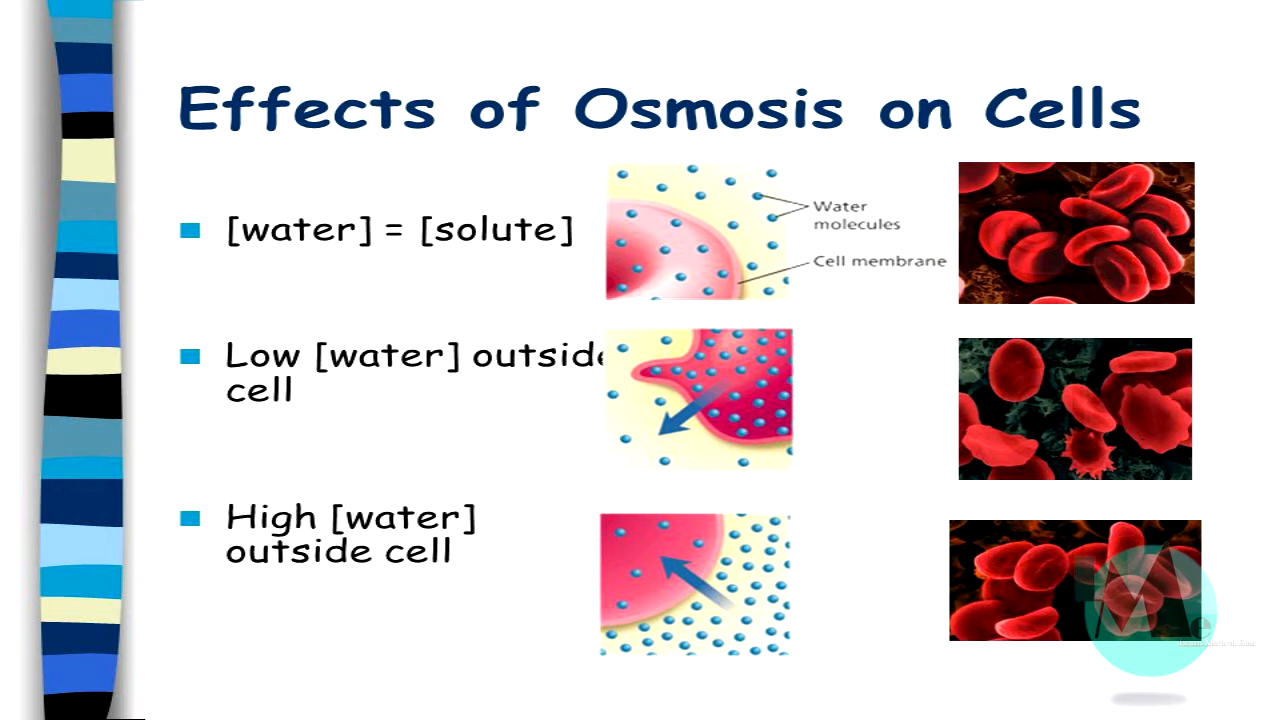 Effects of Osmosis on Cells
[water] = [solute]
Water
molecules
Cell membrane
Low [water] outside
cell
High [water]
outside cell